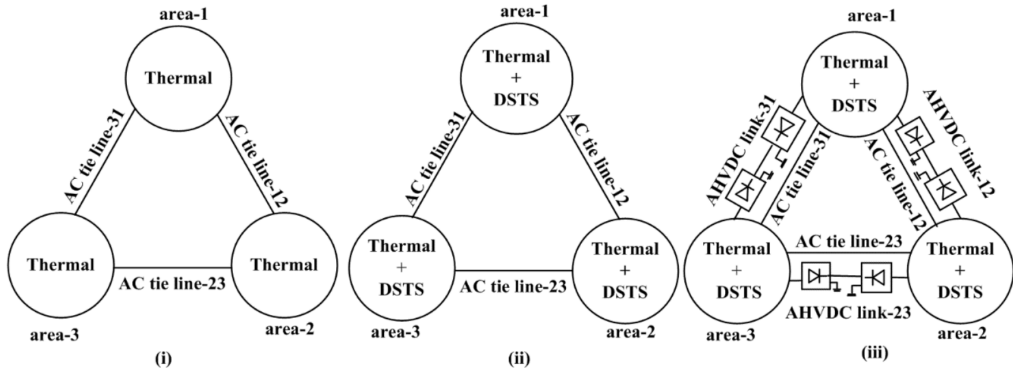 area-1
Thermal
AC tie line-31
AC tie line-12
Thermal
Thermal
AC tie line-23
area-3
area-2
(i)
area-1
Thermal
+
DSTS
AC tie line-31
AC tie line-12
Thermal
+
DSTS
Thermal
+
DSTS
AC tie line-23
area-3
area-2
(ii)
area-1
Thermal
+
DSTS
AHVDC link-31
AC tie line-31
AC tie line-12
AHVDC link-12
Thermal
+
DSTS
AC tie line-23
Thermal
+
DSTS
AHVDC link-23
area-3
area-2
(iii)